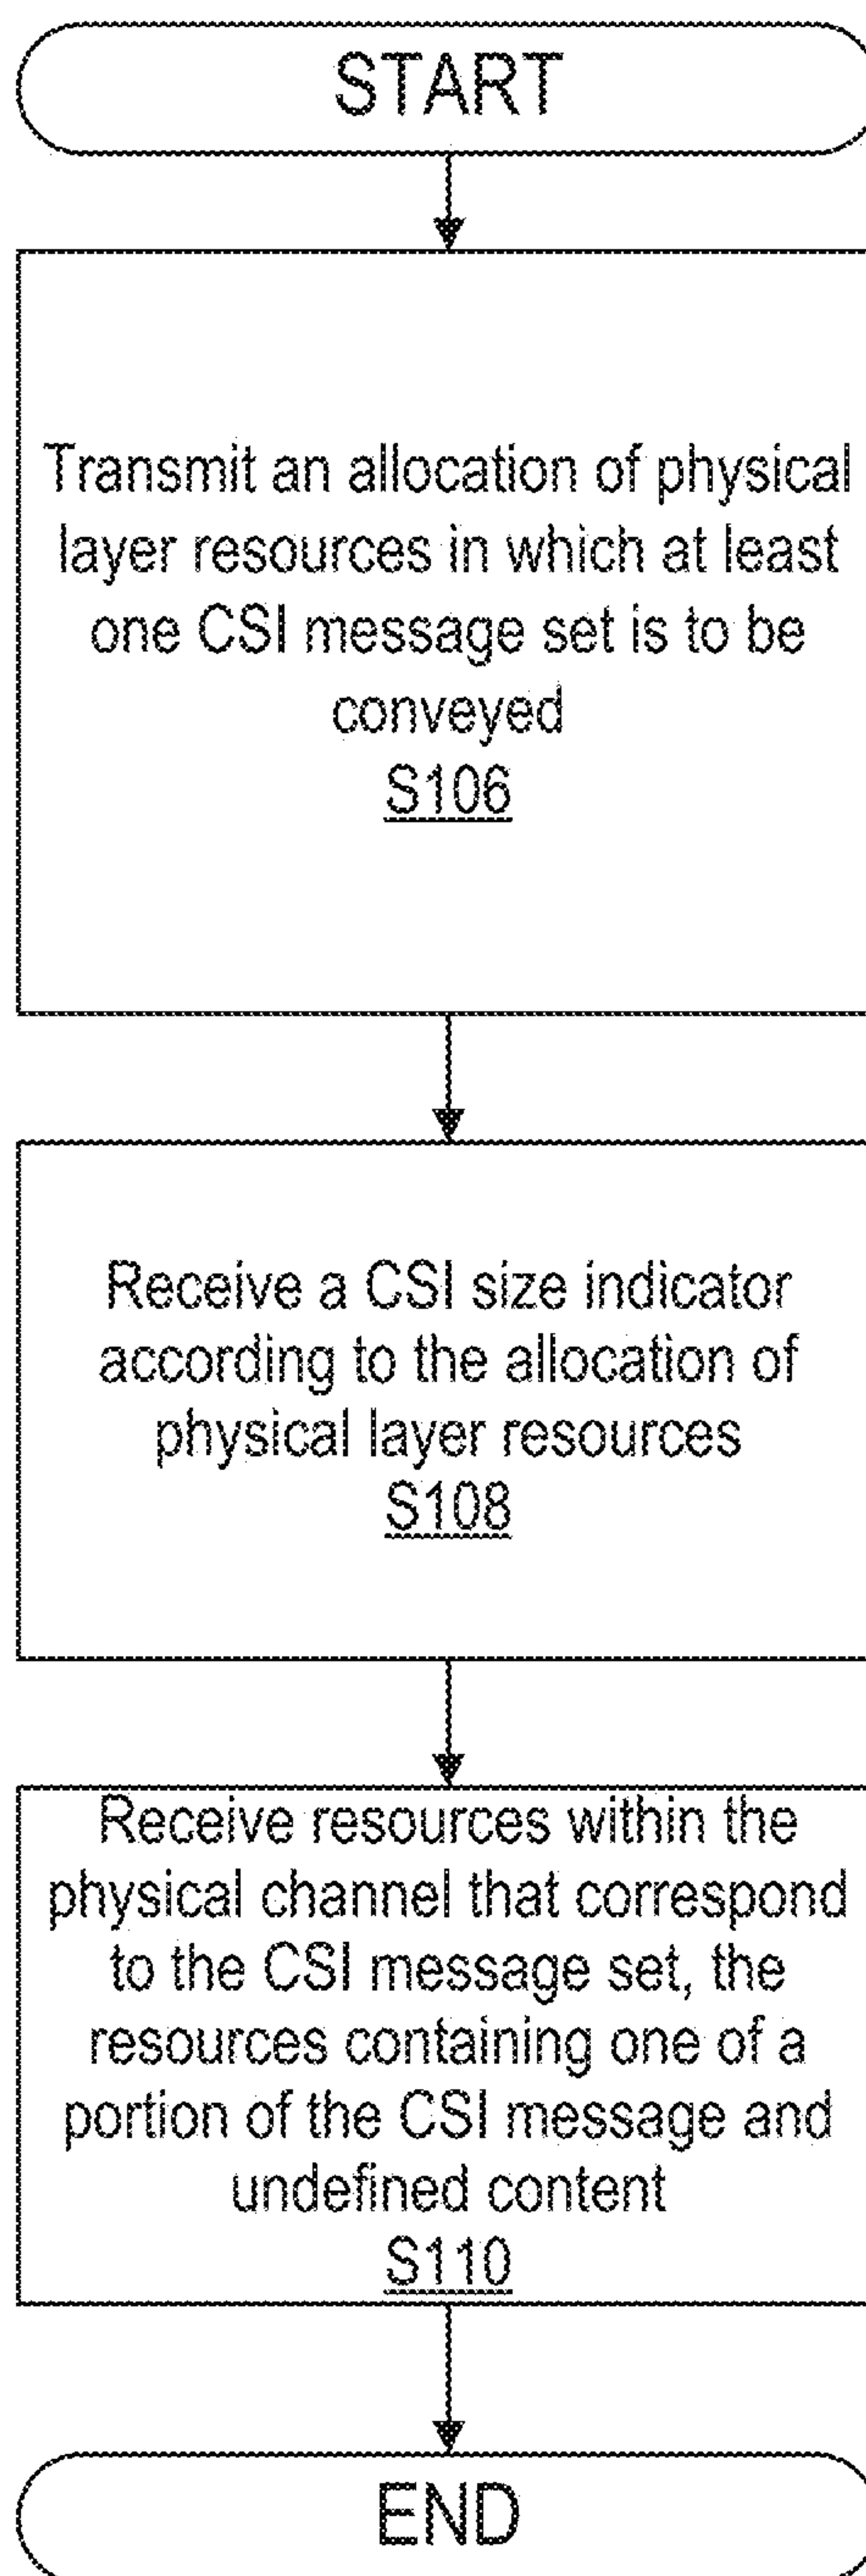 START
Transmit an allocation of physical
layer resources in which at least
one CSI message set is to be
conveyed
S106
Receive a CSI size indicator
according to the allocation of
physical layer resources
S108
Receive resources within the
physical channel that correspond
to the CSI message set, the
resources containing one of a
portion of the CSI message and
undefined content
S110
END